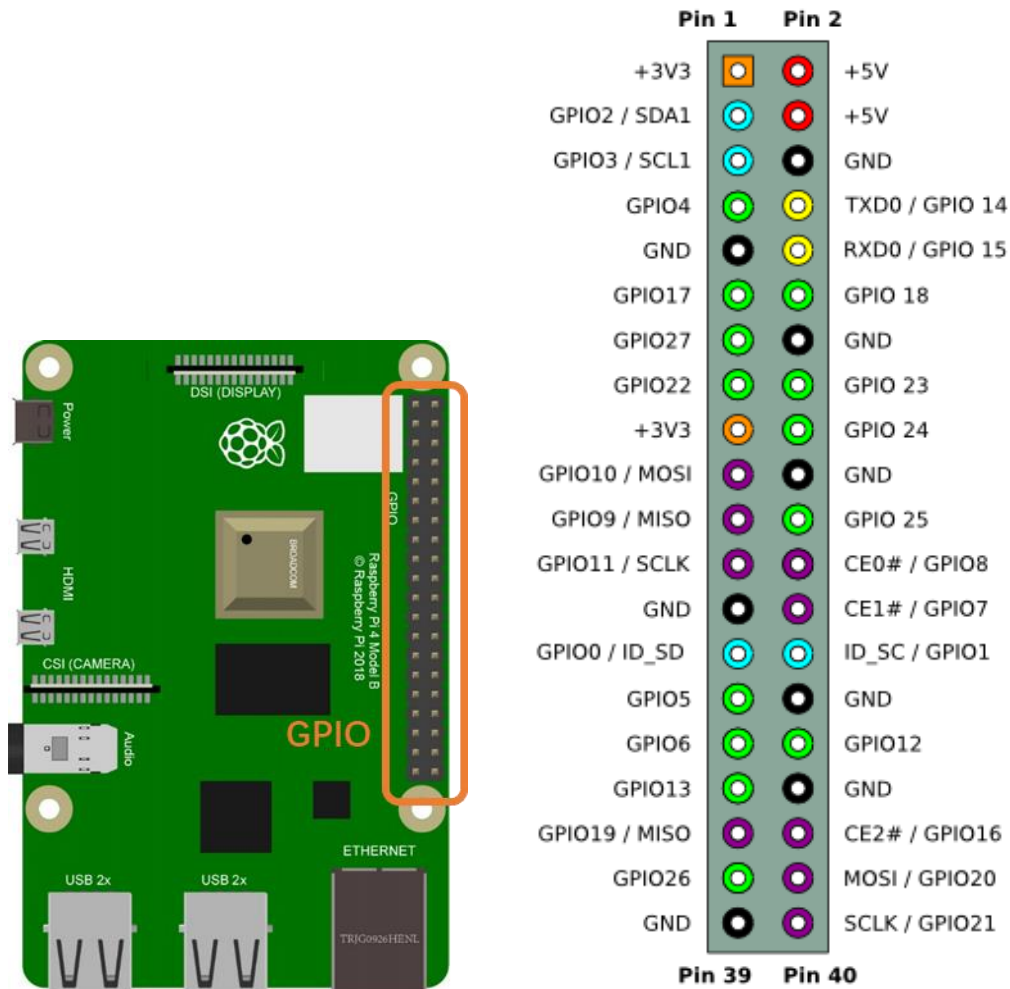 Pin 1 Pin 2
+3V3 +5V
GPIO2 / SDA1 +5V
GPIO3 / SCL1 GND
GPIO4 TXD0 / GPIO 14
GND RXD0 / GPIO 15
GPIO17 GPIO 18
GPIO27 GND
GPIO22 GPIO 23
+3V3 GPIO 24
GPIO10 / MOSI GND
GPIO9 / MISO GPIO 25
GPIO11 / SCLK CE0# / GPIO8
GND CE1# / GPIO7
GPIO0 / ID_SD ID_SC / GPIO1
GPIO5 GND
GPIO6 GPIO12
GPIO13 GND
GPIO19 / MISO CE2# / GPIO16
GPIO26 MOSI / GPIO20
GND SCLK / GPIO21
Pin 39 Pin 40
DSI (DISPLAY)
Power
GPIO
BROADCOM
HDMI
Raspberry Pi 4 Model B
© Raspberry Pi 2018
CSI (CAMERA)
GPIO
Audio
ETHERNET
USB 2x
USB 2x
TRJG0926HENL